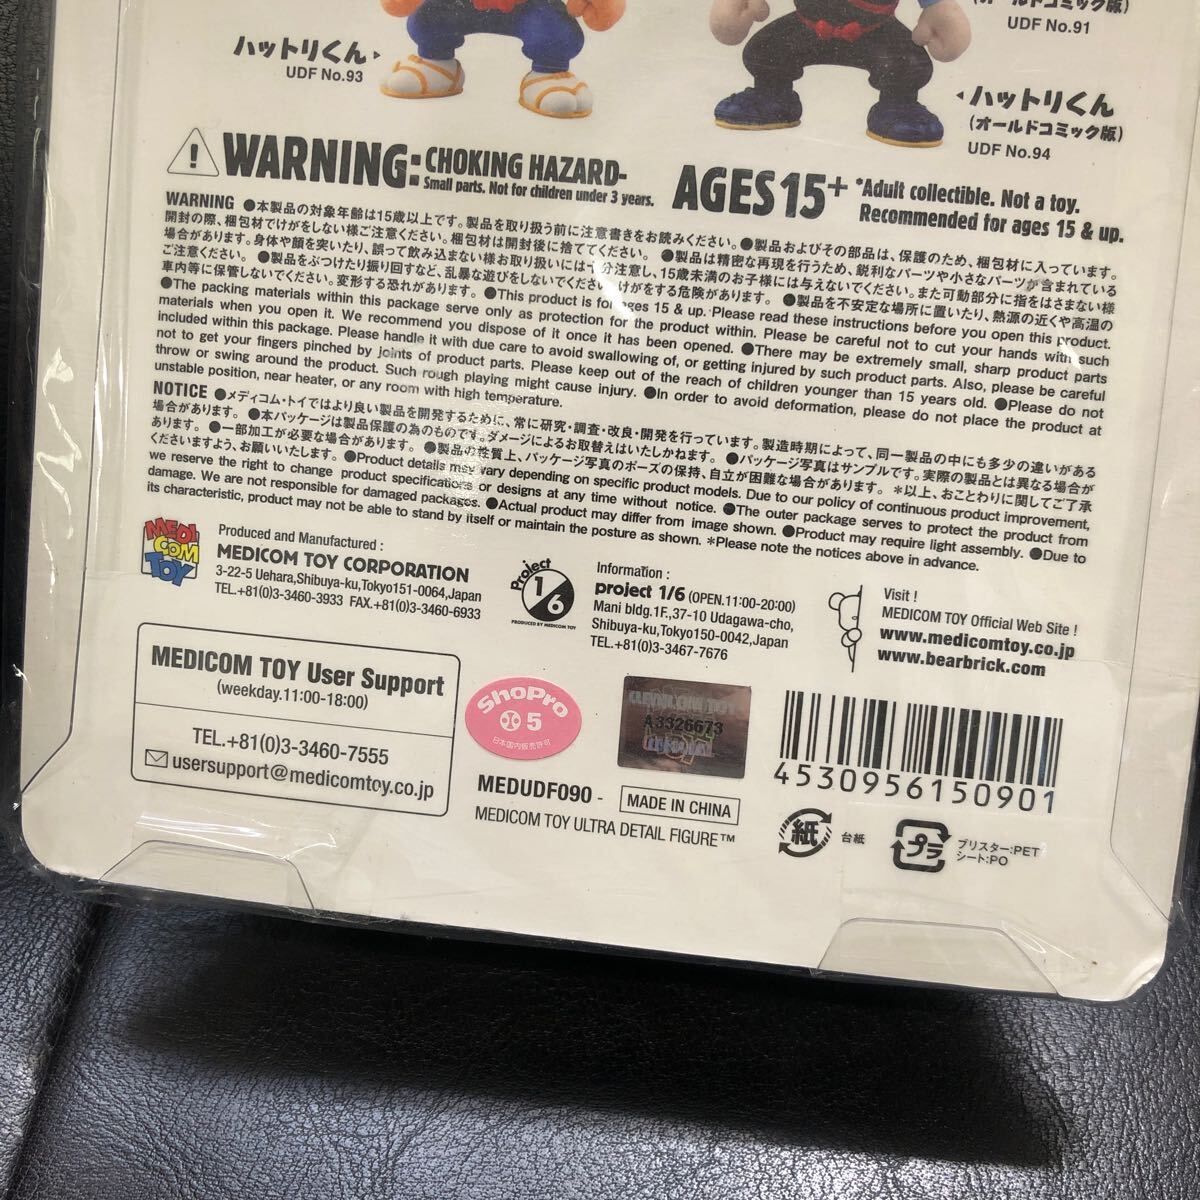 (オールドコミック版)
UDF No.91
ハットリくん
UDF No.93
ハットリくん
(オールドコミック版)
UDF No.94
WARNING: CHOKING HAZARD-
Small parts. Not for children under 3 years.
AGES 15+ *Adult collectible. Not a toy.
Recommended for ages 15 & up.
WARNING ●本製品の対象年齢は15歳以上です。製品を取り扱う前に注意書きをお読みください。●製品およびその部品は、保護のため、梱包材に入っています。
開封の際、梱包材でけがをしない様ご注意ください。梱包材は開封後に捨ててください。●製品は精密な再現を行うため、鋭利なパーツや小さなパーツが含まれている
場合があります。身体や顔を突いたり、誤って飲み込まない様お取り扱いには十分注意し、15歳未満のお子様には与えないでください。また可動部分に指をはさまない様
ご注意ください。●製品をぶつけたり振り回すなど、乱暴な遊びをしないでください。けがをする危険があります。●製品を不安定な場所に置いたり、熱源の近くや高温の
車内等に保管しないでください。変形する恐れがあります。●This product is for ages 15 & up. Please read these instructions before you open this product.
●The packing materials within this package serve only as protection for the product within. Please be careful not to cut your hands with such
materials when you open it. We recommend you dispose of it once it has been opened. ●There may be extremely small, sharp product parts
included within this package. Please handle it with due care to avoid swallowing of, or getting injured by such product parts. Also, please be careful
not to get your fingers pinched by joints of product parts. Please keep out of the reach of children younger than 15 years old. ●Please do not
throw or swing around the product. Such rough playing might cause injury. ●In order to avoid deformation, please do not place the product at
unstable position, near heater, or any room with high temperature.
NOTICE ●メディコム・トイではより良い製品を開発するために、常に研究・調査・改良・開発を行っています。製造時期によって、同一製品の中にも多少の違いがある
場合があります。●本パッケージは製品保護の為のものです。ダメージによるお取替えはいたしかねます。●パッケージ写真はサンプルです。実際の製品とは異なる場合が
あります。●一部加工が必要な場合があります。●製品の性質上、パッケージ写真のポーズの保持、自立が困難な場合があります。＊以上、おことわりに関してご了承
くださいますよう、お願いいたします。●Product details may vary depending on specific product models. Due to our policy of continuous product improvement,
we reserve the right to change product specifications or designs at any time without notice. ●The outer package serves to protect the product from
damage. We are not responsible for damaged packages. ●Actual product may differ from image shown. ●Product may require light assembly. ●Due to
its characteristic, product may not be able to stand by itself or maintain the posture as shown. ＊Please note the notices above in advance.
MEDI
COM
TOY
Produced and Manufactured :
MEDICOM TOY CORPORATION
3-22-5 Uehara,Shibuya-ku,Tokyo151-0064,Japan
TEL.+81(0)3-3460-3933 FAX.+81(0)3-3460-6933
Project
1/6
PRODUCED BY MEDICOM TOY
Information :
project 1/6 (OPEN.11:00-20:00)
Mani bldg.1F.,37-10 Udagawa-cho,
Shibuya-ku,Tokyo150-0042,Japan
TEL.+81(0)3-3467-7676
Visit !
MEDICOM TOY Official Web Site !
www.medicomtoy.co.jp
www.bearbrick.com
MEDICOM TOY User Support
(weekday.11:00-18:00)
TEL.+81(0)3-3460-7555
usersupport@medicomtoy.co.jp
ShoPro
5
日本国内販売許可
MEDICOM TOY
A3326673
MEDUDF090 -
MADE IN CHINA
MEDICOM TOY ULTRA DETAIL FIGURE™
4530956150901
紙 台紙
プラ
ブリスター:PET
シート:PO